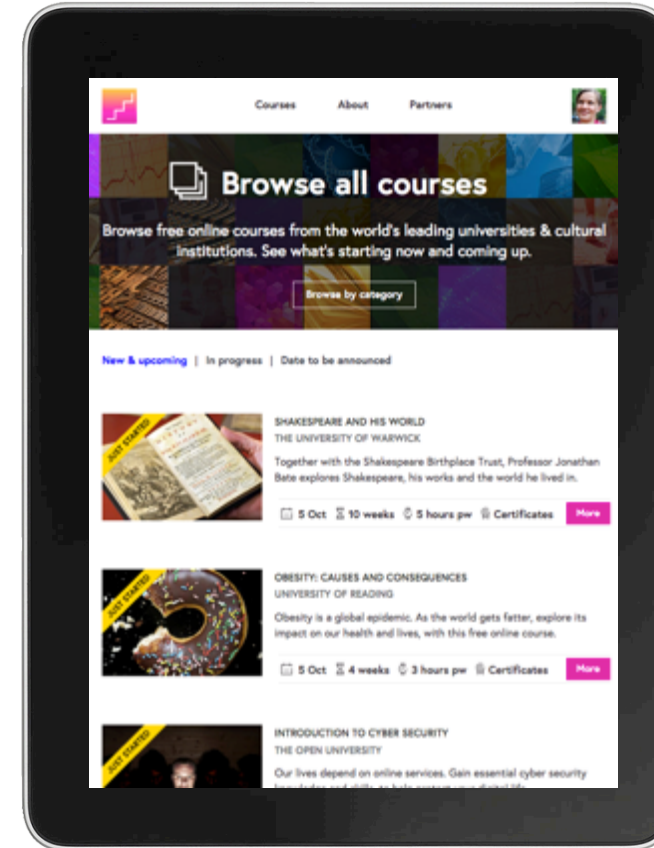 Courses About Partners
Browse all courses
Browse free online courses from the world's leading universities & cultural
institutions. See what's starting now and coming up.
Browse by category
New & upcoming | In progress | Date to be announced
JUST STARTED
SHAKESPEARE AND HIS WORLD
THE UNIVERSITY OF WARWICK
Together with the Shakespeare Birthplace Trust, Professor Jonathan
Bate explores Shakespeare, his works and the world he lived in.
5 Oct 10 weeks 5 hours pw Certificates More
JUST STARTED
OBESITY: CAUSES AND CONSEQUENCES
UNIVERSITY OF READING
Obesity is a global epidemic. As the world gets fatter, explore its
impact on our health and lives, with this free online course.
5 Oct 4 weeks 3 hours pw Certificates More
JUST STARTED
INTRODUCTION TO CYBER SECURITY
THE OPEN UNIVERSITY
Our lives depend on online services. Gain essential cyber security